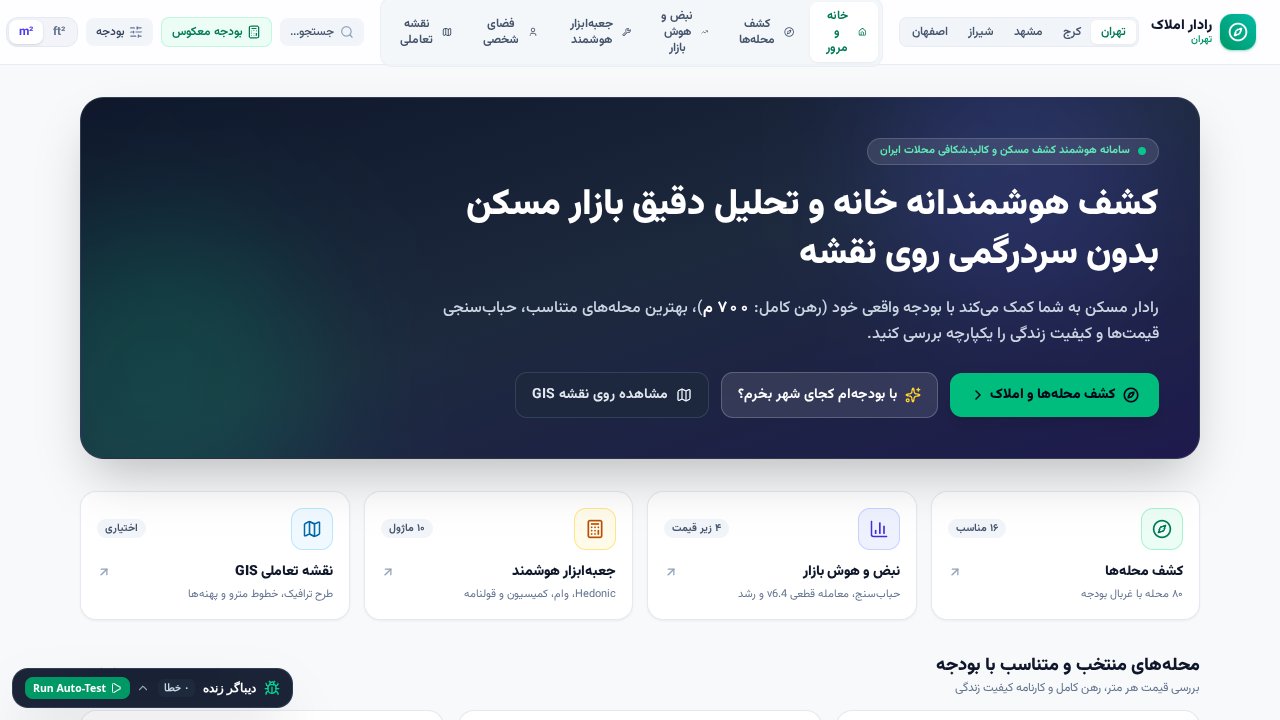 رادار املاک
تهران
تهران
کرج
مشهد
شیراز
اصفهان
خانه و مرور
کشف محله‌ها
نبض و هوش بازار
جعبه‌ابزار هوشمند
فضای شخصی
نقشه تعاملی
جستجو...
بودجه معکوس
بودجه
ft²
m²
سامانه هوشمند کشف مسکن و کالبدشکافی محلات ایران
کشف هوشمندانه خانه و تحلیل دقیق بازار مسکن
بدون سردرگمی روی نقشه
رادار مسکن به شما کمک می‌کند با بودجه واقعی خود (رهن کامل: ۷۰۰ م)، بهترین محله‌های متناسب، حباب‌سنجی
قیمت‌ها و کیفیت زندگی را یکپارچه بررسی کنید.
کشف محله‌ها و املاک
با بودجه‌ام کجای شهر بخرم؟
مشاهده روی نقشه GIS
۱۶ مناسب
کشف محله‌ها
۸۰ محله با غربال بودجه
۴ زیر قیمت
نبض و هوش بازار
حباب‌سنج، معامله قطعی v6.4 و رشد
۱۰ ماژول
جعبه‌ابزار هوشمند
Hedonic، وام، کمیسیون و قولنامه
اختیاری
نقشه تعاملی GIS
طرح ترافیک، خطوط مترو و پهنه‌ها
محله‌های منتخب و متناسب با بودجه
بررسی قیمت هر متر، رهن کامل و کارنامه کیفیت زندگی
دیباگر زنده
۰ خطا
Run Auto-Test